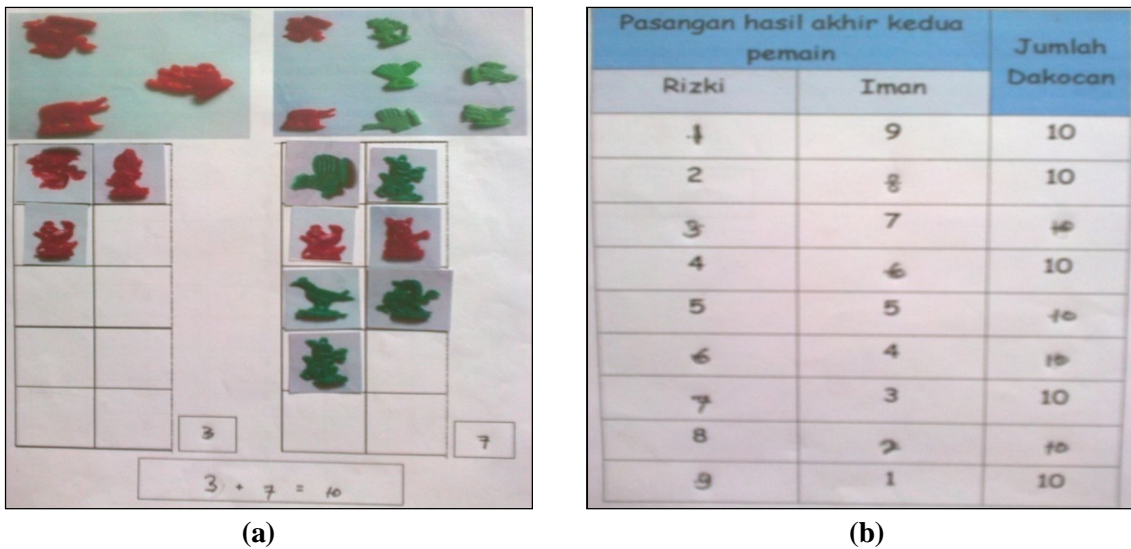 3
7
3 + 7 = 10
(a)
Pasangan hasil akhir kedua pemain
Jumlah Dakocan
Rizki Iman
1 9 10
2 8 10
3 7 10
4 6 10
5 5 10
6 4 10
7 3 10
8 2 10
9 1 10
(b)